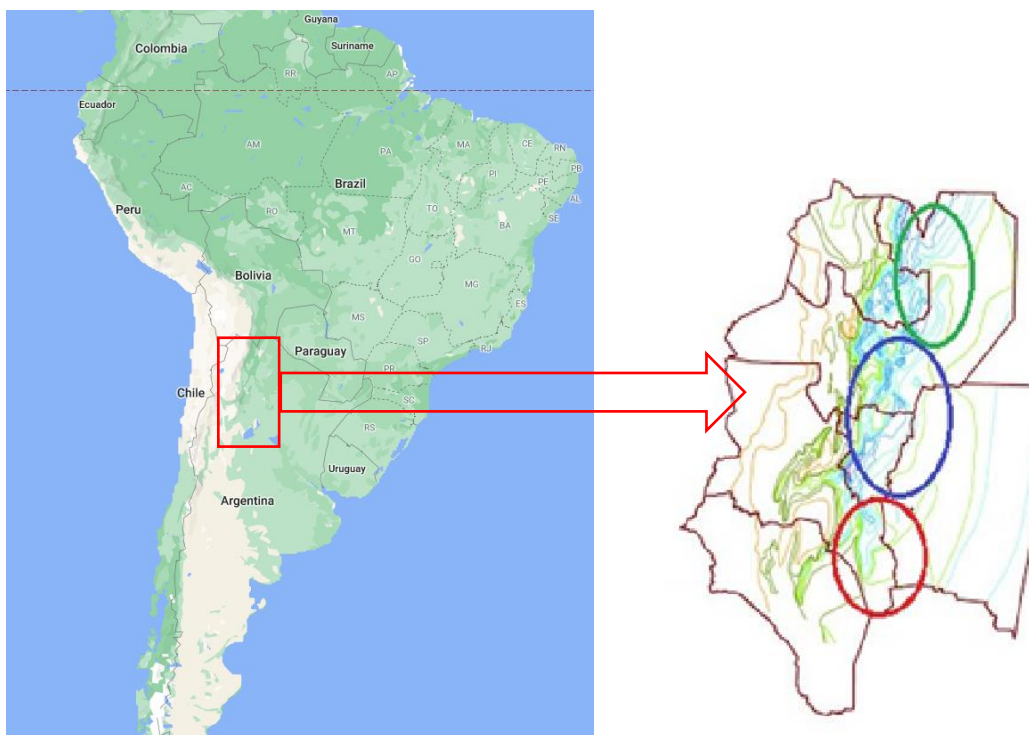 Guyana
Colombia
Suriname
RR
AP
Ecuador
AM
PA
MA
CE
RN
PI
PB
PE
AL
Brazil
AC
TO
SE
Peru
RO
BA
MT
GO
Bolivia
MG
ES
MS
SP
RJ
Paraguay
PR
Chile
SC
RS
Uruguay
Argentina